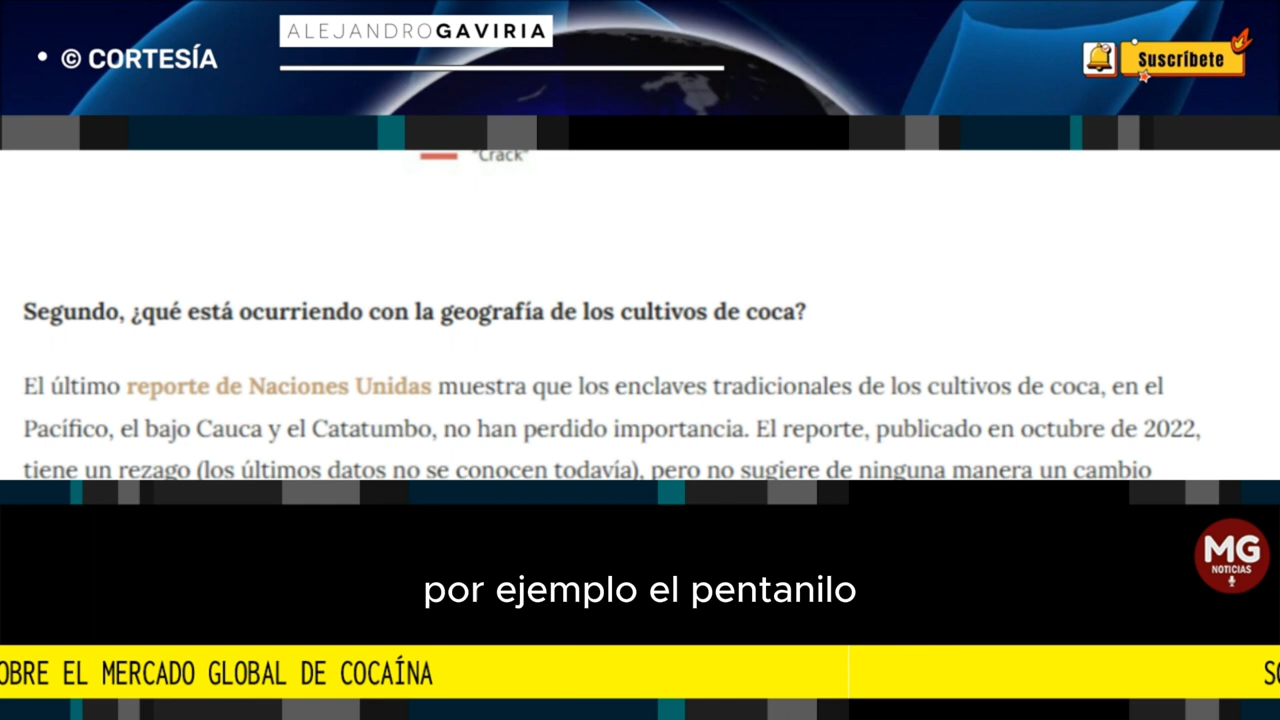 ALEJANDROGAVIRIA
• © CORTESÍA
Suscríbete
"Crack"
Segundo, ¿qué está ocurriendo con la geografía de los cultivos de coca?
El último reporte de Naciones Unidas muestra que los enclaves tradicionales de los cultivos de coca, en el
Pacífico, el bajo Cauca y el Catatumbo, no han perdido importancia. El reporte, publicado en octubre de 2022,
tiene un rezago (los últimos datos no se conocen todavía), pero no sugiere de ninguna manera un cambio
MG
NOTICIAS
por ejemplo el pentanilo
OBRE EL MERCADO GLOBAL DE COCAÍNA
SO